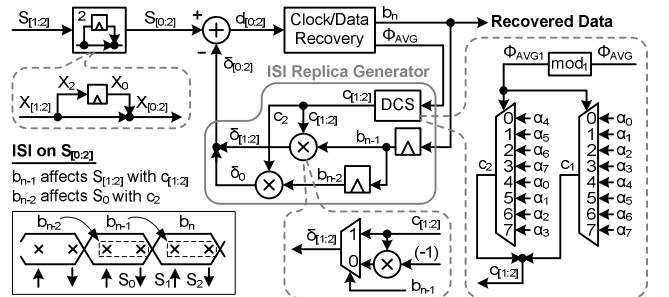 S[1:2]
2
S[0:2]
+
−
d[0:2]
Clock/Data
Recovery
bn
ΦAVG
Recovered Data
δ[0:2]
ISI Replica Generator
c[1:2]
DCS
c2
c[1:2]
δ[1:2]
×
bn-1
δ0
×
bn-2
X2
X0
X[1:2]
X[0:2]
ISI on S[0:2]
bn-1 affects S[1:2] with c[1:2]
bn-2 affects S0 with c2
bn-2
bn-1
bn
× × × × × ×
S0
S1
S2
c[1:2]
δ[1:2]
1
0
×
(-1)
bn-1
ΦAVG1
mod1
ΦAVG
0 α4
1 α5
2 α6
3 α7
4 α0
5 α1
6 α2
7 α3
c2
0 α0
1 α1
2 α2
3 α3
4 α4
5 α5
6 α6
7 α7
c1
c[1:2]